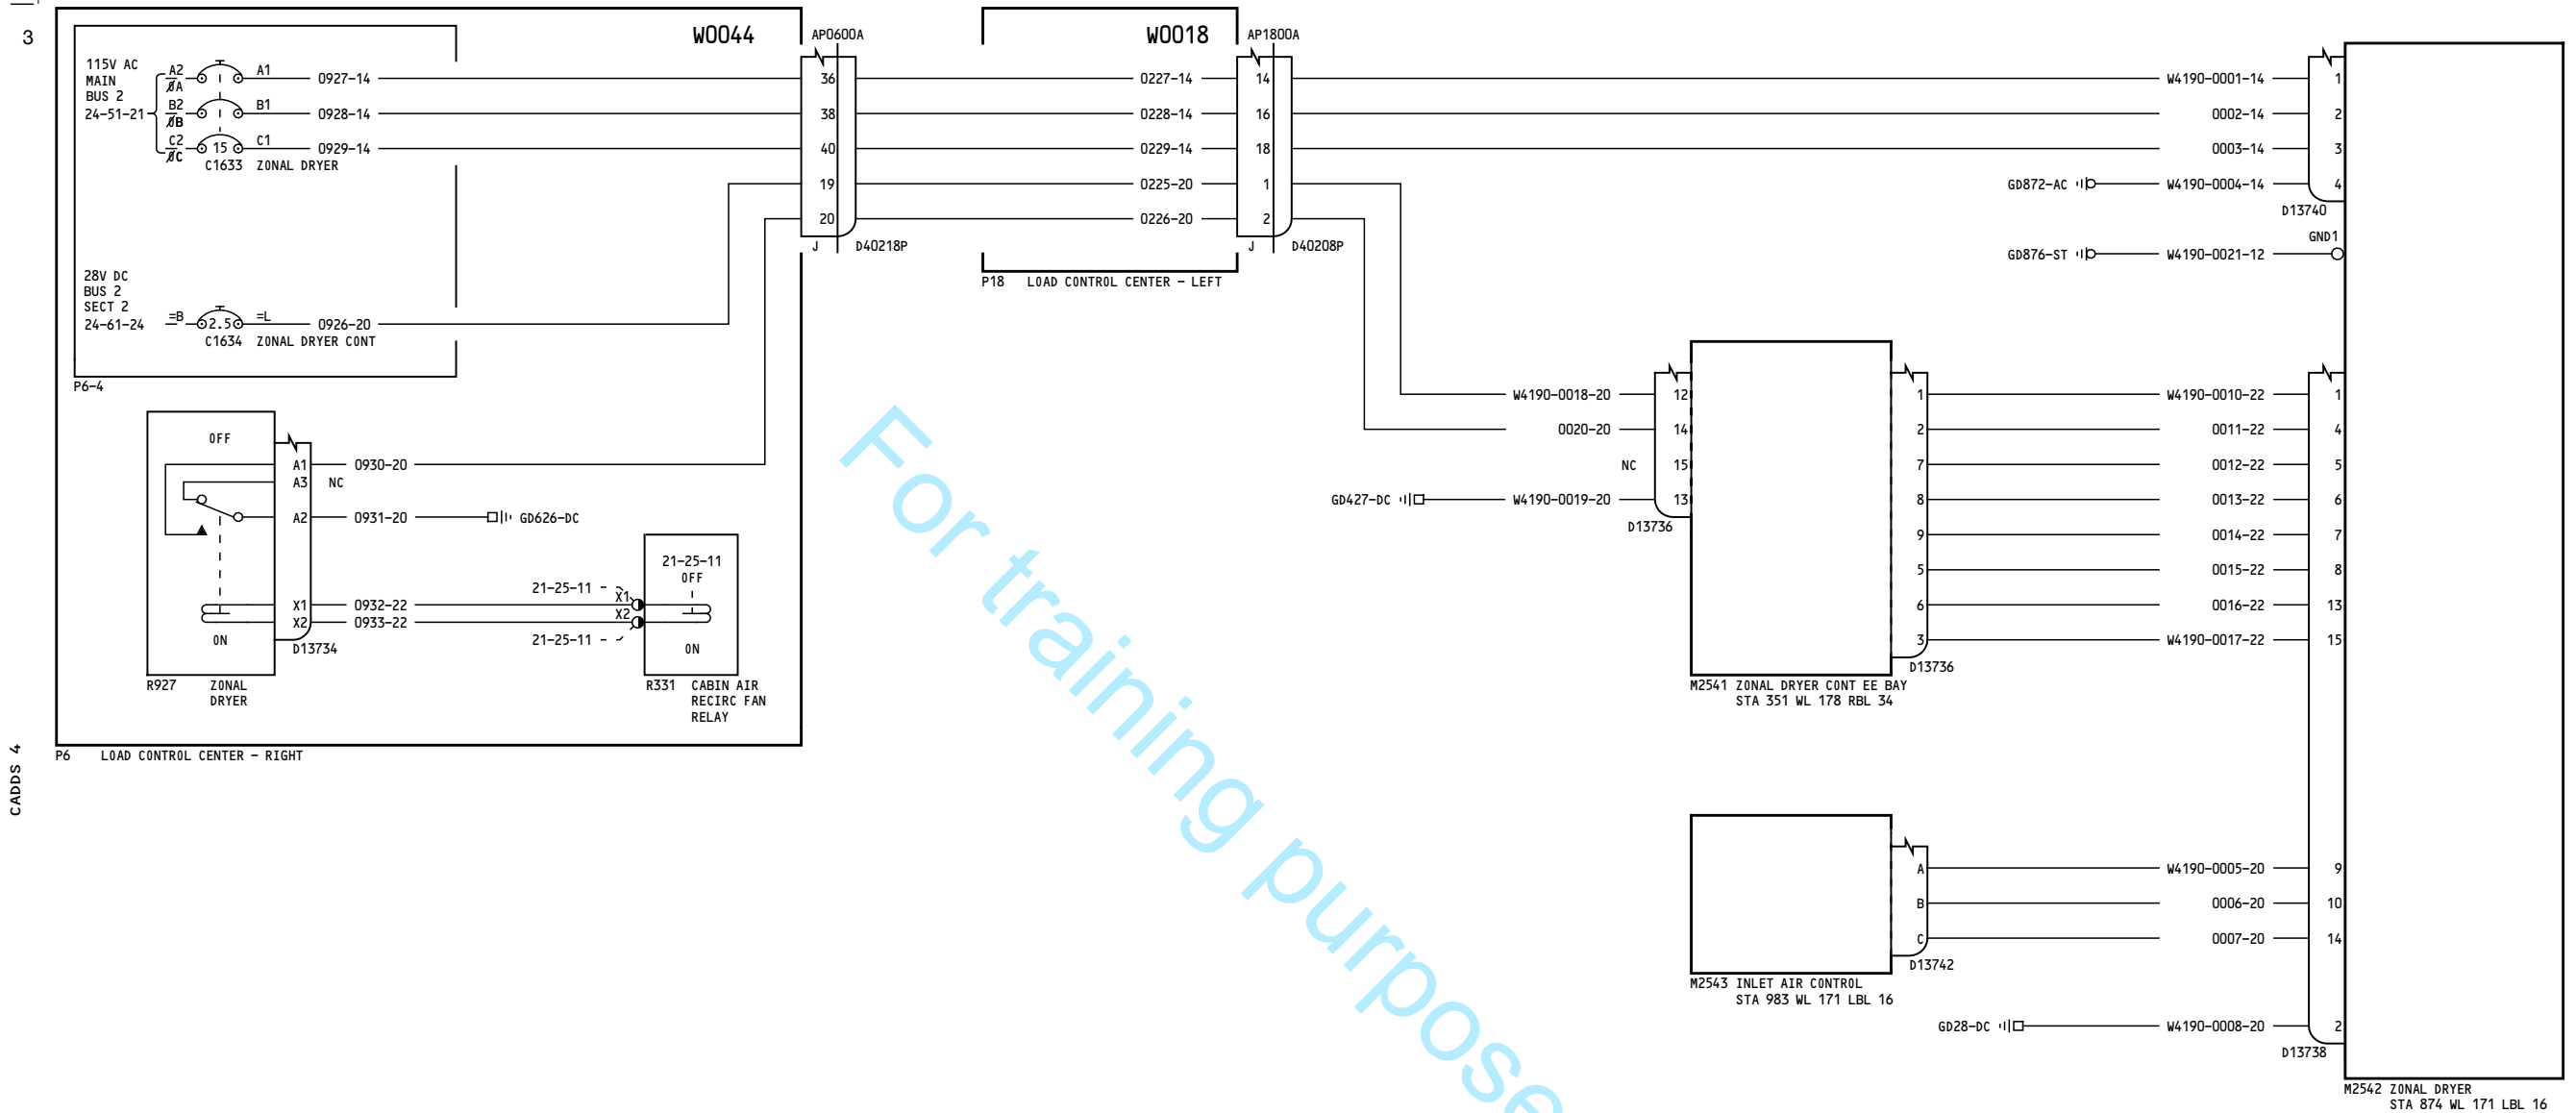 3
W0044
AP0600A
W0018
AP1800A
115V AC
MAIN
BUS 2
24-51-21
A2
ØA
A1
0927-14
36
0227-14
14
W4190-0001-14
1
B2
ØB
B1
0928-14
38
0228-14
16
0002-14
2
C2
ØC
15
C1
0929-14
40
0229-14
18
0003-14
3
C1633 ZONAL DRYER
19
0225-20
1
GD872-AC
W4190-0004-14
4
D13740
20
0226-20
2
J
D40218P
J
D40208P
GND1
GD876-ST
W4190-0021-12
P18 LOAD CONTROL CENTER - LEFT
28V DC
BUS 2
SECT 2
24-61-24
=B
2.5
=L
0926-20
C1634 ZONAL DRYER CONT
P6-4
OFF
A1
0930-20
A3
NC
A2
0931-20
GD626-DC
X1
0932-22
X2
0933-22
ON
D13734
R927 ZONAL
DRYER
21-25-11
X1
X2
21-25-11
21-25-11
OFF
ON
R331 CABIN AIR
RECIRC FAN
RELAY
P6 LOAD CONTROL CENTER - RIGHT
CADDS 4
W4190-0018-20
12
0020-20
14
NC
15
GD427-DC
W4190-0019-20
13
D13736
1
W4190-0010-22
1
2
0011-22
4
7
0012-22
5
8
0013-22
6
9
0014-22
7
5
0015-22
8
6
0016-22
13
3
W4190-0017-22
15
D13736
M2541 ZONAL DRYER CONT EE BAY
STA 351 WL 178 RBL 34
A
W4190-0005-20
9
B
0006-20
10
C
0007-20
14
D13742
M2543 INLET AIR CONTROL
STA 983 WL 171 LBL 16
GD28-DC
W4190-0008-20
2
D13738
M2542 ZONAL DRYER
STA 874 WL 171 LBL 16
For training purpose